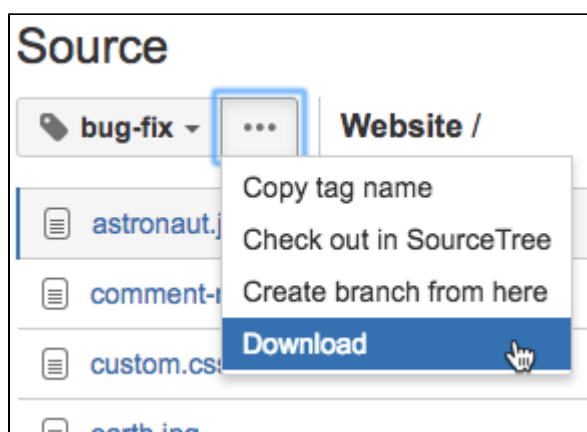 Source
bug-fix ... Website /
Copy tag name
astronaut.j
Check out in SourceTree
comment-
Create branch from here
Download
custom.cs